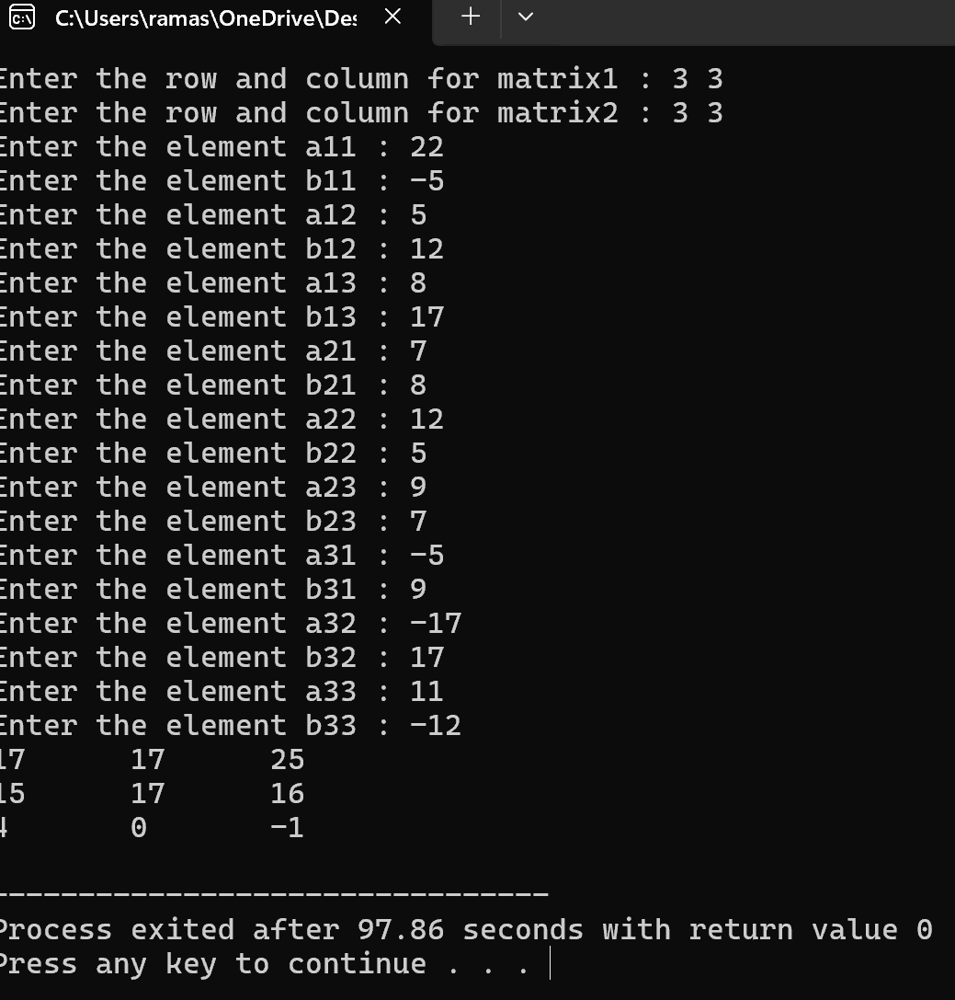 C:\Users\ramas\OneDrive\Des
Enter the row and column for matrix1 : 3 3
Enter the row and column for matrix2 : 3 3
Enter the element a11 : 22
Enter the element b11 : -5
Enter the element a12 : 5
Enter the element b12 : 12
Enter the element a13 : 8
Enter the element b13 : 17
Enter the element a21 : 7
Enter the element b21 : 8
Enter the element a22 : 12
Enter the element b22 : 5
Enter the element a23 : 9
Enter the element b23 : 7
Enter the element a31 : -5
Enter the element b31 : 9
Enter the element a32 : -17
Enter the element b32 : 17
Enter the element a33 : 11
Enter the element b33 : -12
17      17      25
15      17      16
4       0       -1
--------------------------------
Process exited after 97.86 seconds with return value 0
Press any key to continue . . .